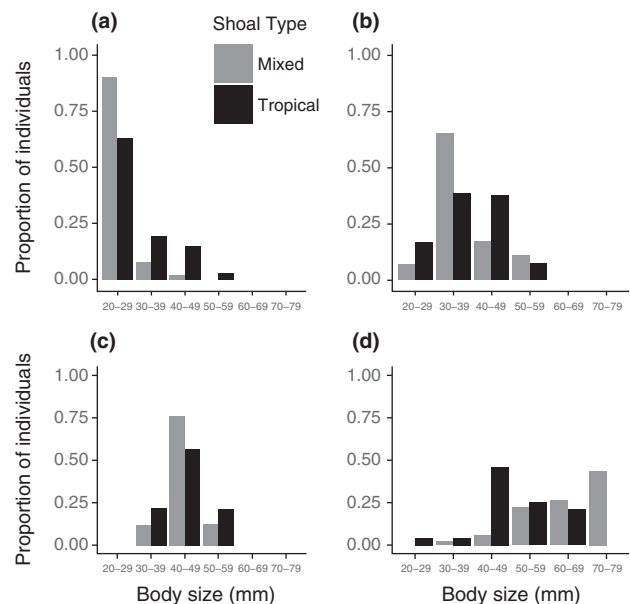 (a)
Shoal Type
Mixed
Tropical
Proportion of individuals
1.00
0.75
0.50
0.25
0.00
20–29 30–39 40–49 50–59 60–69 70–79
(b)
1.00
0.75
0.50
0.25
0.00
20–29 30–39 40–49 50–59 60–69 70–79
(c)
Proportion of individuals
1.00
0.75
0.50
0.25
0.00
20–29 30–39 40–49 50–59 60–69 70–79
Body size (mm)
(d)
1.00
0.75
0.50
0.25
0.00
20–29 30–39 40–49 50–59 60–69 70–79
Body size (mm)